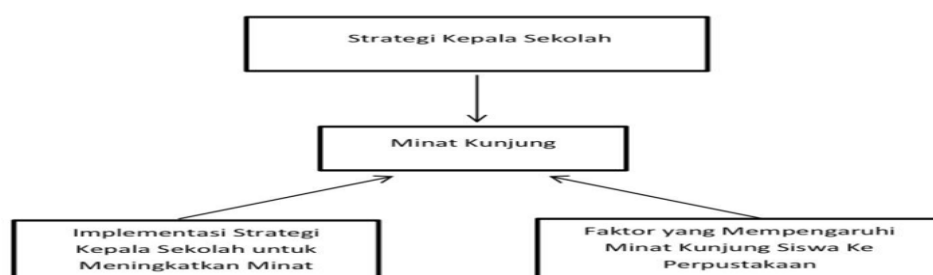 Strategi Kepala Sekolah
Minat Kunjung
Implementasi Strategi
Kepala Sekolah untuk
Meningkatkan Minat
Faktor yang Mempengaruhi
Minat Kunjung Siswa Ke
Perpustakaan